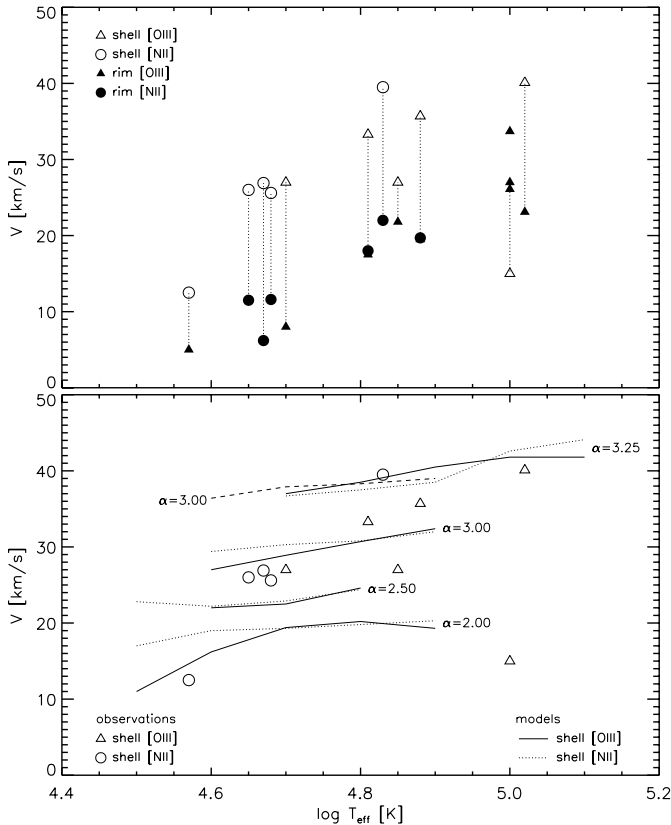 50
40
30
20
10
0
V [km/s]
shell [OIII]
shell [NII]
rim [OIII]
rim [NII]
50
40
30
20
10
0
V [km/s]
α=3.25
α=3.00
α=3.00
α=2.50
α=2.00
observations
shell [OIII]
shell [NII]
models
shell [OIII]
shell [NII]
4.4 4.6 4.8 5.0 5.2
log Teff [K]